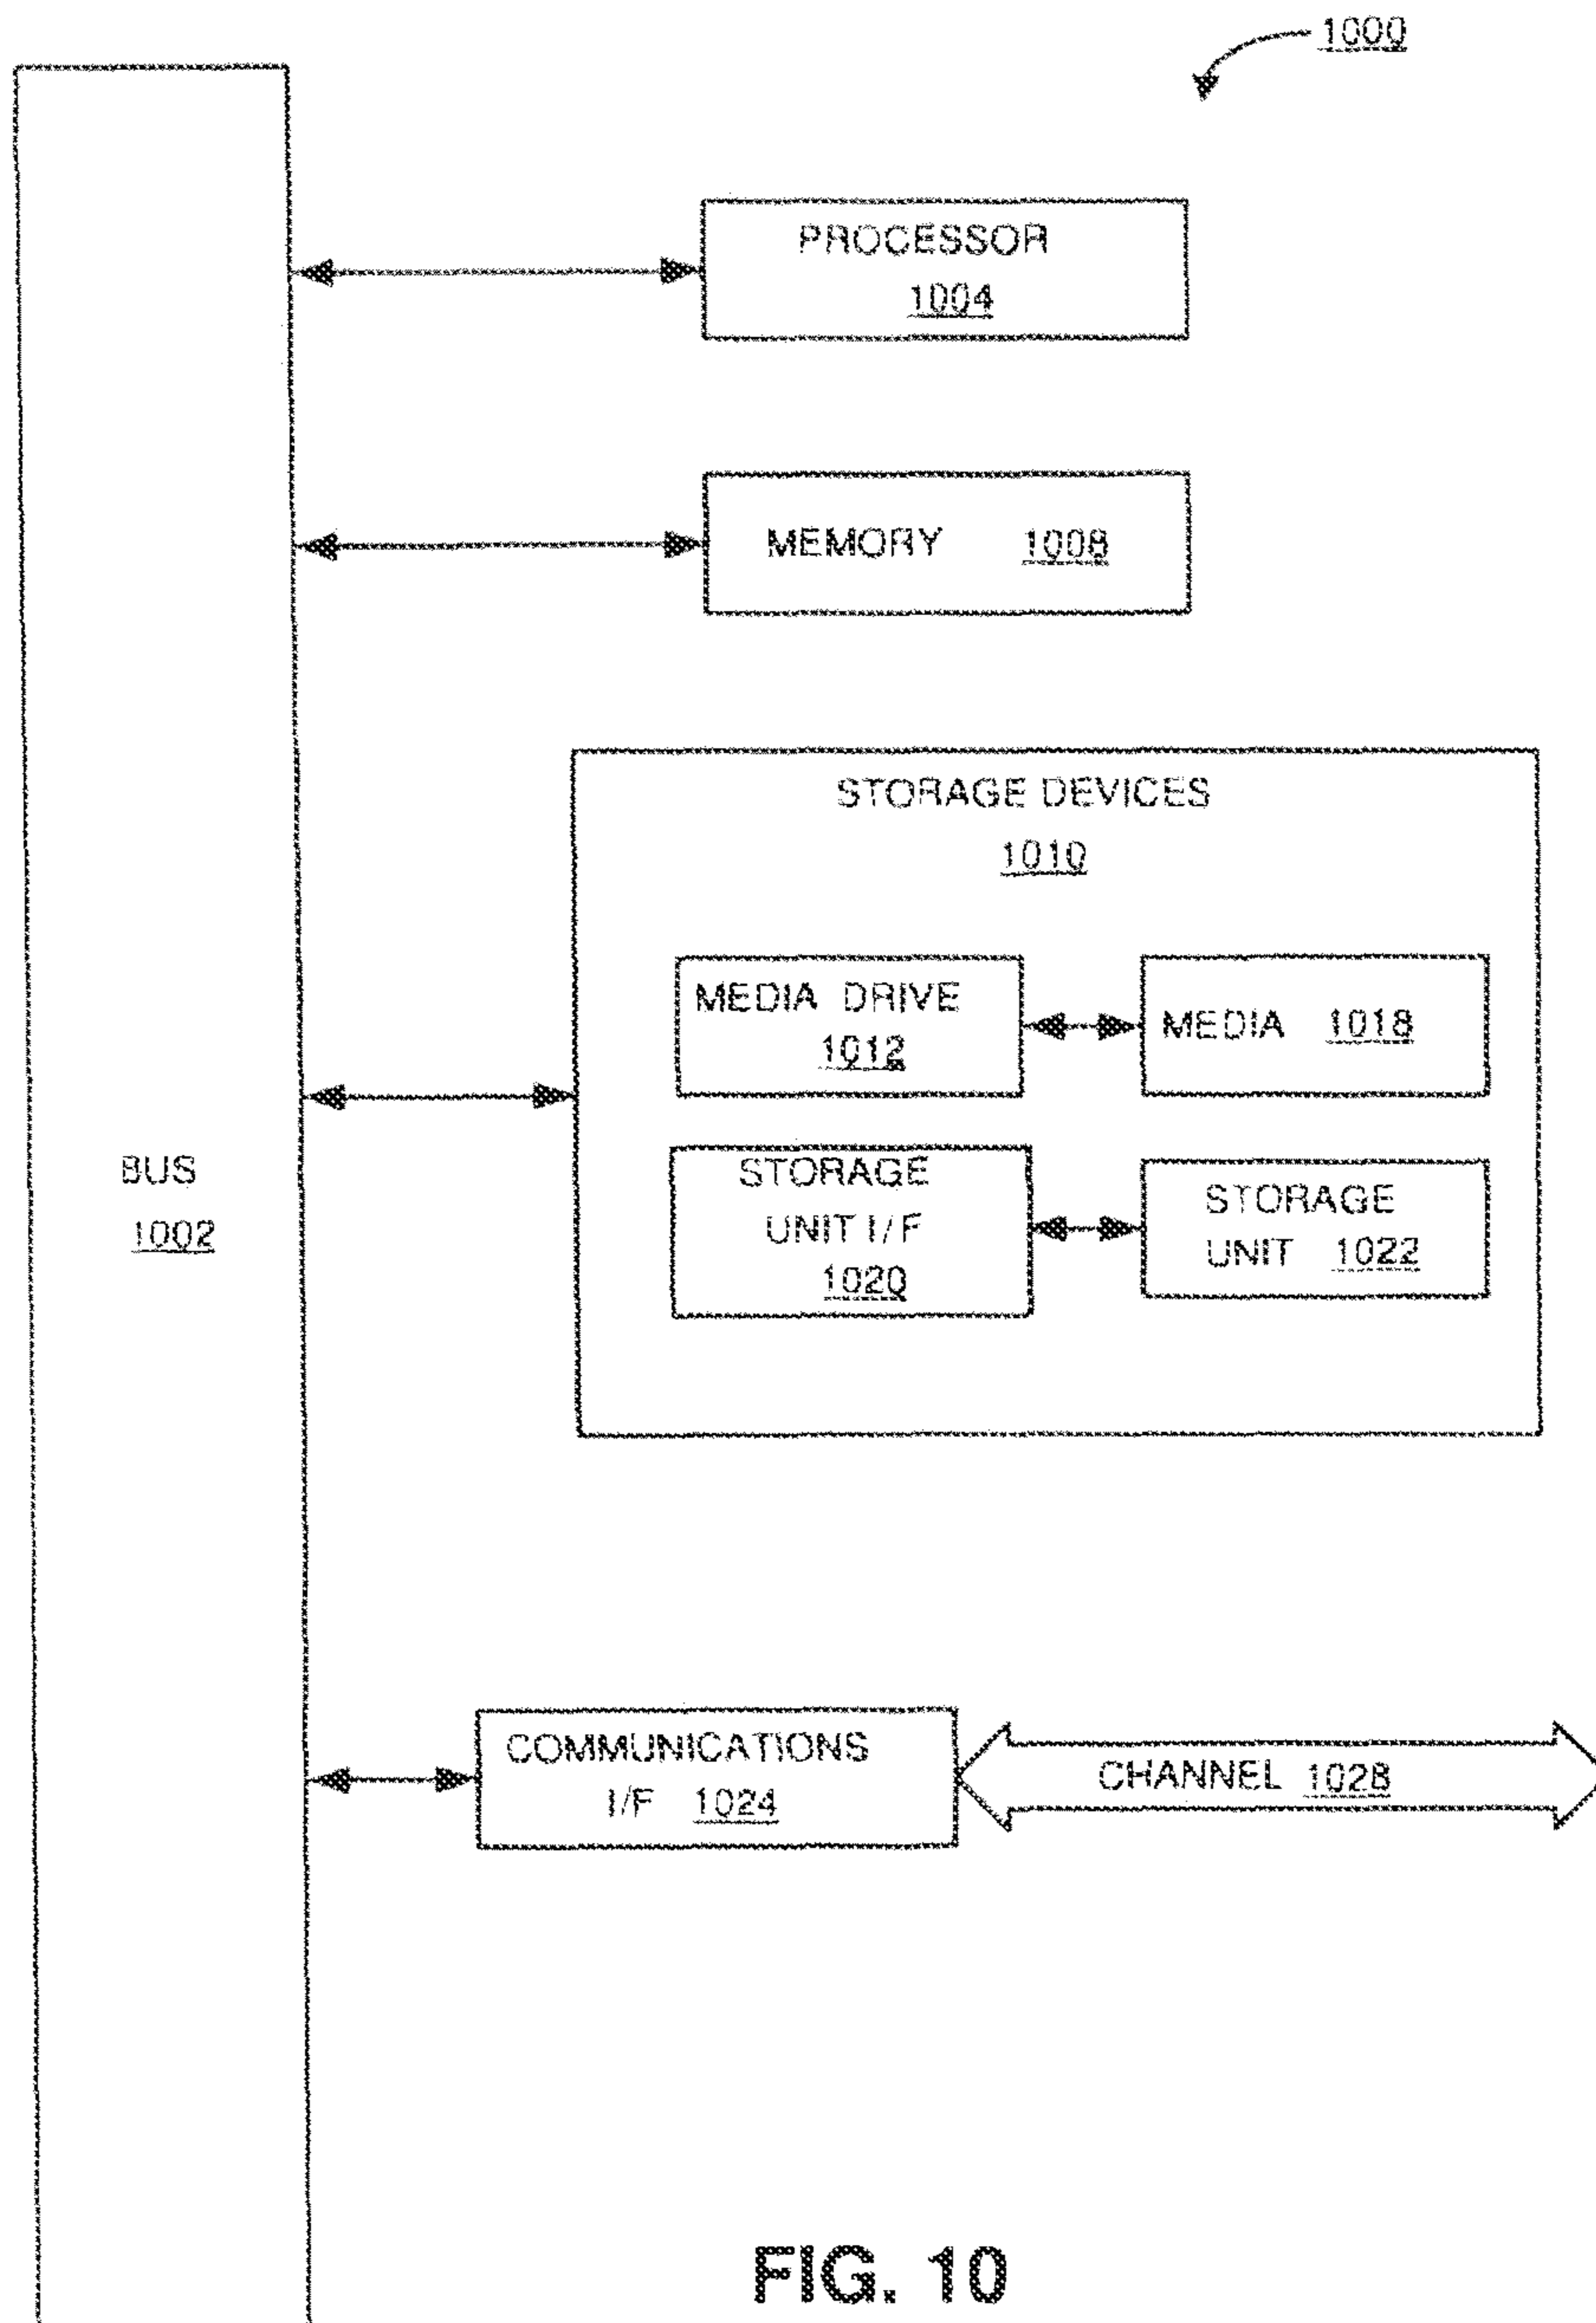 1000
PROCESSOR
1004
MEMORY 1008
STORAGE DEVICES
1010
MEDIA DRIVE
1012
MEDIA 1018
STORAGE
UNIT I/F
1020
STORAGE
UNIT 1022
BUS
1002
COMMUNICATIONS
I/F 1024
CHANNEL 1028
FIG. 10